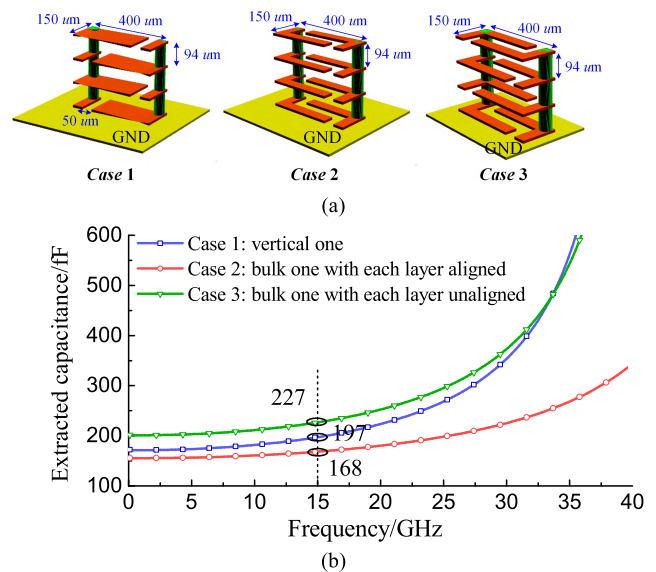 150 um 400 um 94 um 50 um GND
150 um 400 um 94 um GND
150 um 400 um 94 um GND
Case 1 Case 2 Case 3
(a)
Extracted capacitance/fF
600
500
400
300
200
100
Case 1: vertical one
Case 2: bulk one with each layer aligned
Case 3: bulk one with each layer unaligned
227
197
168
0 5 10 15 20 25 30 35 40
Frequency/GHz
(b)